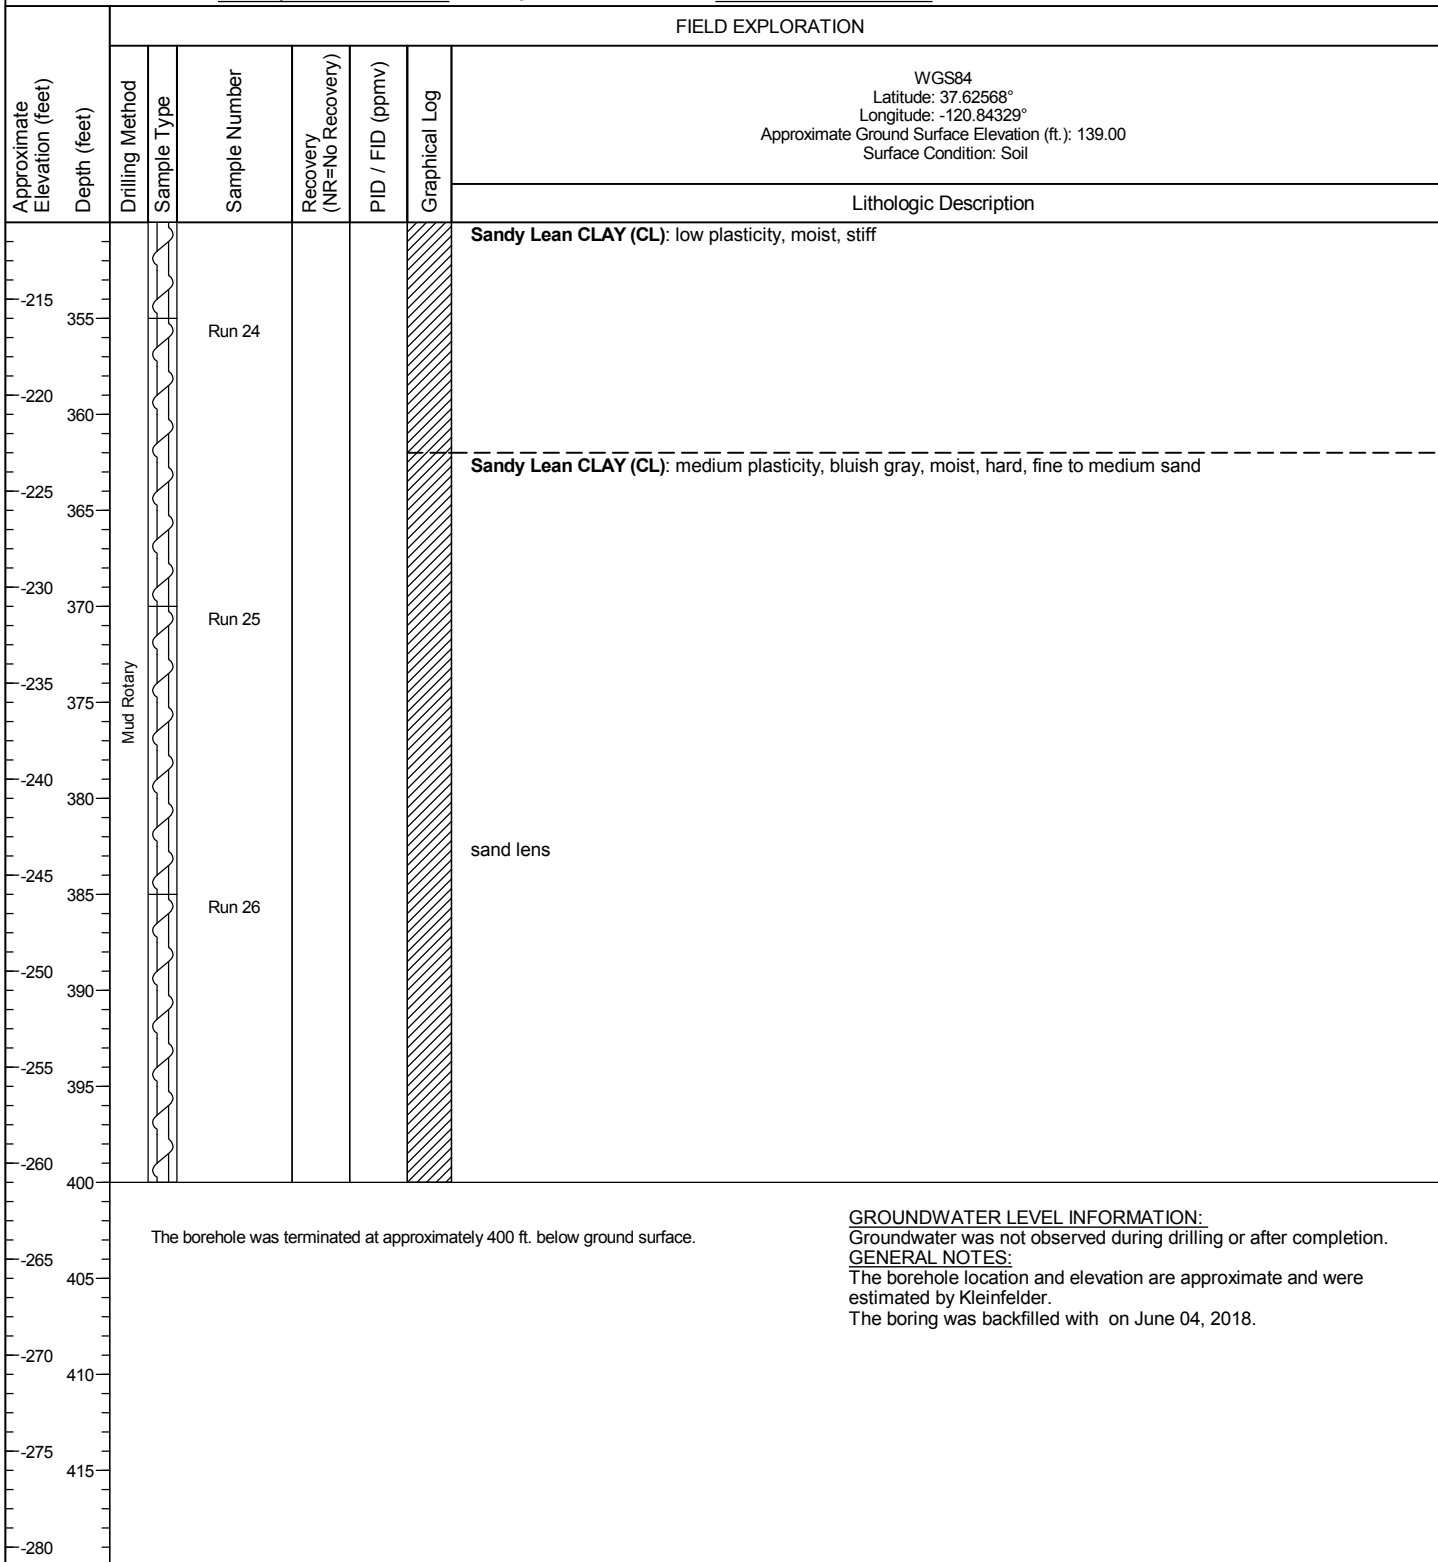 FIELD EXPLORATION
Approximate
Elevation (feet)
Depth (feet)
Drilling Method
Sample Type
Sample Number
Recovery
(NR=No Recovery)
PID / FID (ppmv)
Graphical Log
WGS84
Latitude: 37.62568°
Longitude: -120.84329°
Approximate Ground Surface Elevation (ft.): 139.00
Surface Condition: Soil
Lithologic Description
Sandy Lean CLAY (CL): low plasticity, moist, stiff
-215
355
Run 24
-220
360
Sandy Lean CLAY (CL): medium plasticity, bluish gray, moist, hard, fine to medium sand
-225
365
-230
370
Run 25
Mud Rotary
-235
375
-240
380
sand lens
-245
385
Run 26
-250
390
-255
395
-260
400
The borehole was terminated at approximately 400 ft. below ground surface.
GROUNDWATER LEVEL INFORMATION:
Groundwater was not observed during drilling or after completion.
GENERAL NOTES:
The borehole location and elevation are approximate and were
estimated by Kleinfelder.
The boring was backfilled with  on June 04, 2018.
-265
405
-270
410
-275
415
-280